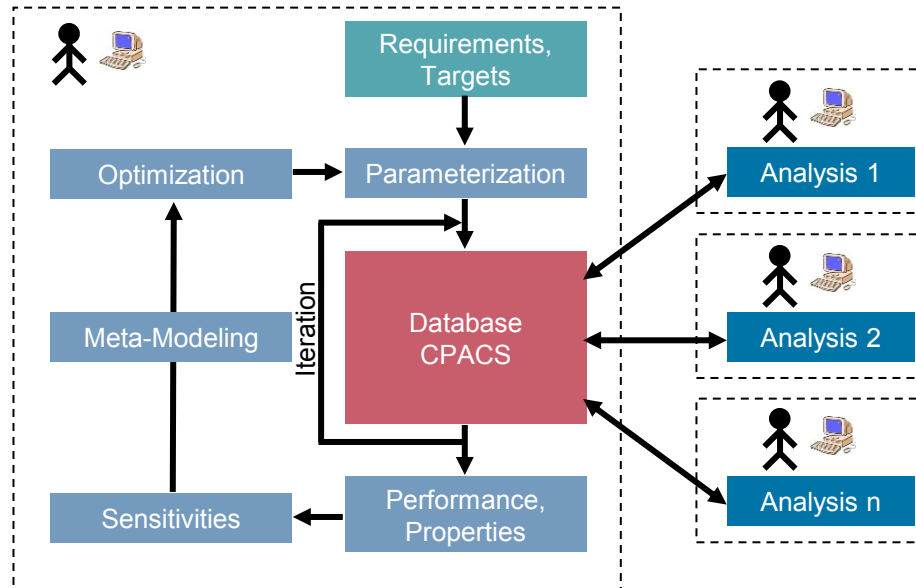 Requirements,
Targets
Optimization
Parameterization
Analysis 1
Iteration
Database
CPACS
Meta-Modeling
Analysis 2
Sensitivities
Performance,
Properties
Analysis n